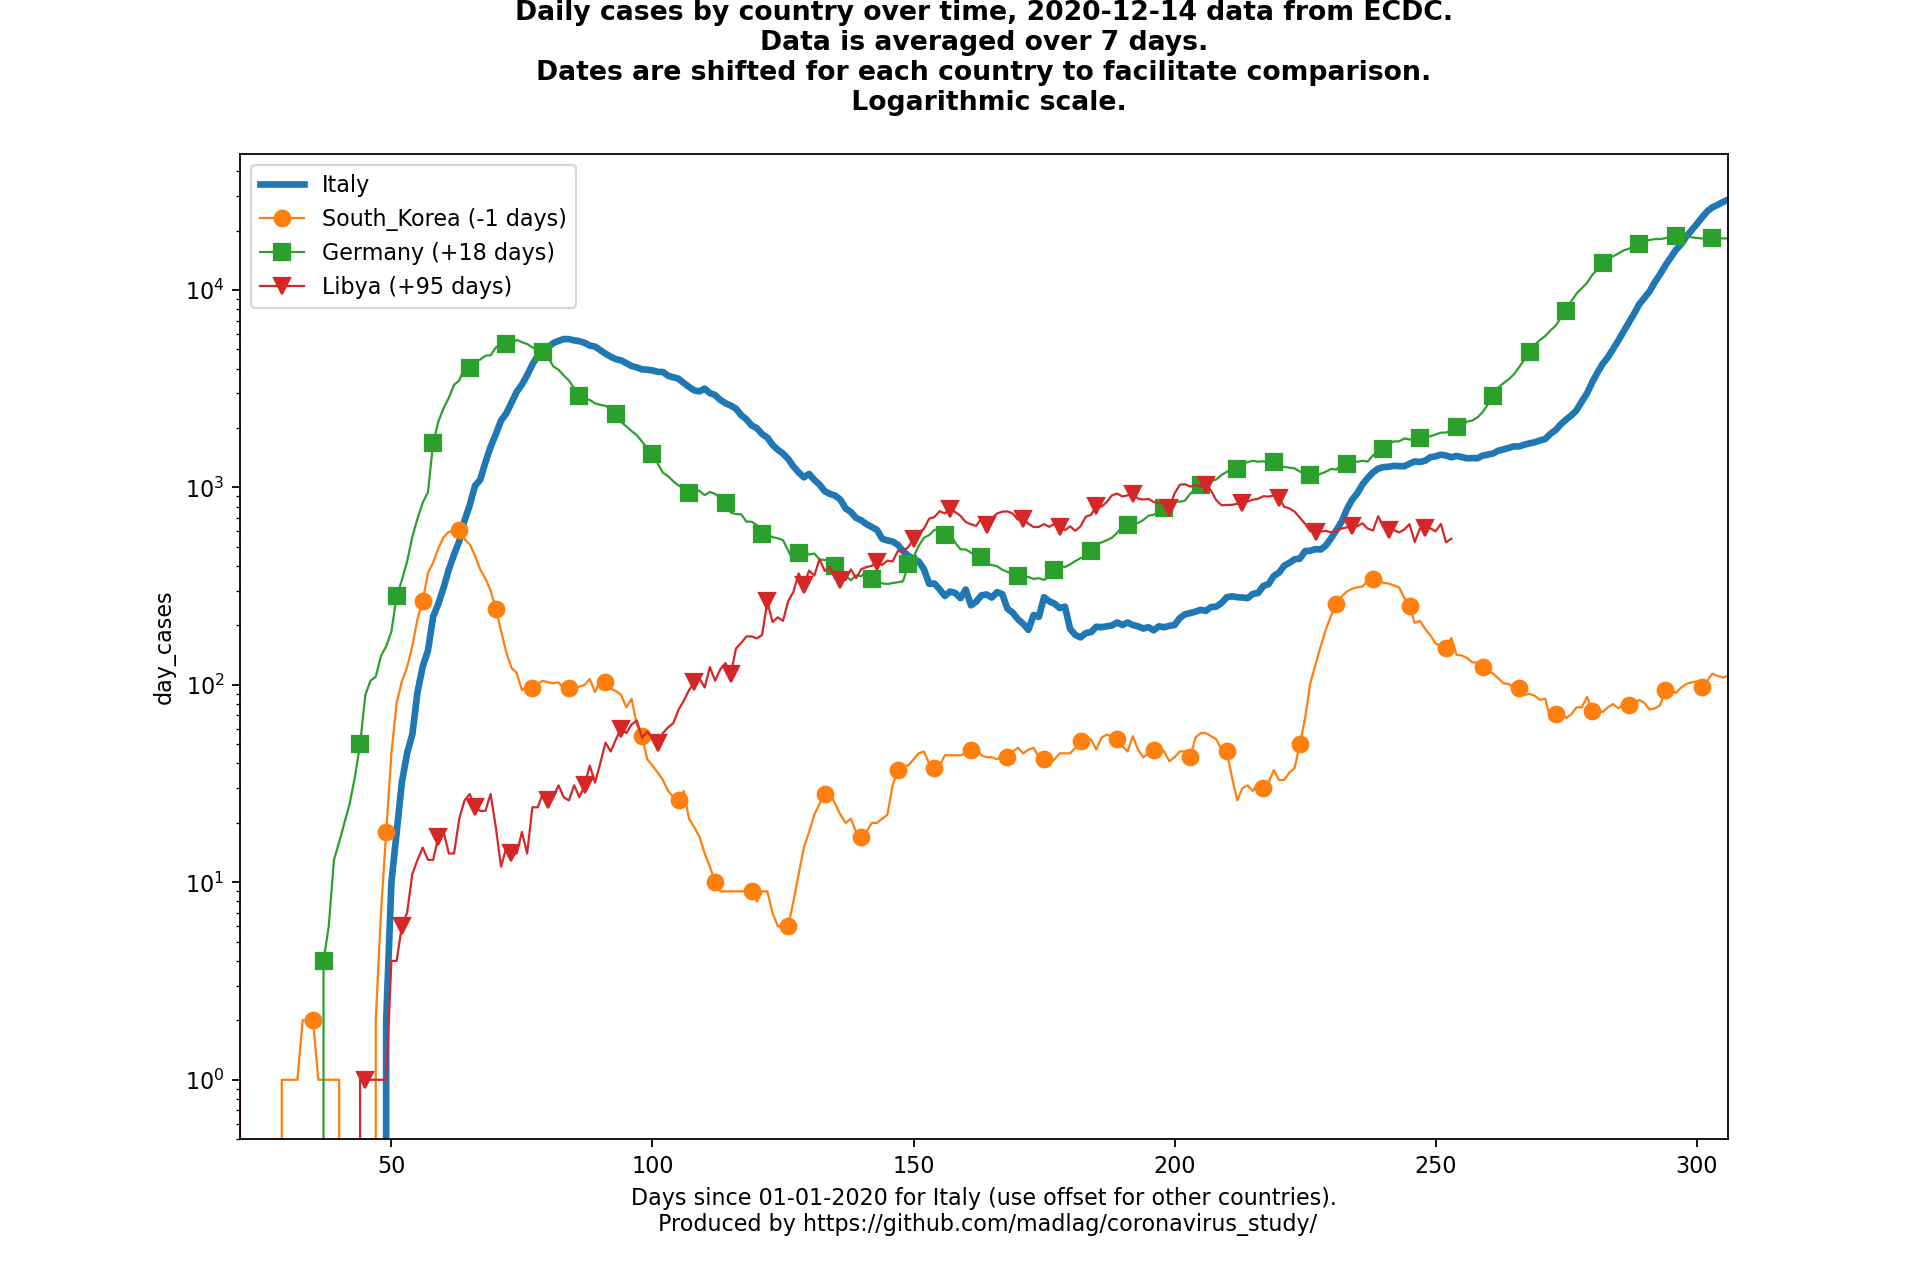 Daily cases by country over time, 2020-12-14 data from ECDC.
Data is averaged over 7 days.
Dates are shifted for each country to facilitate comparison.
Logarithmic scale.
Italy
South_Korea (-1 days)
Germany (+18 days)
Libya (+95 days)
10⁴
10³
10²
10¹
10⁰
day_cases
50 100 150 200 250 300
Days since 01-01-2020 for Italy (use offset for other countries).
Produced by https://github.com/madlag/coronavirus_study/